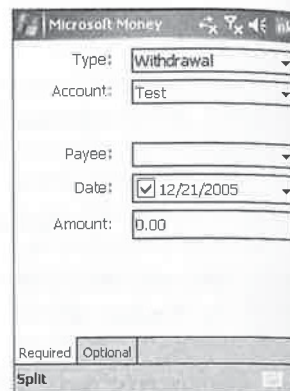 Microsoft Money
Type: Withdrawal
Account: Test
Payee:
Date: 12/21/2005
Amount: 0.00
Required Optional
Split